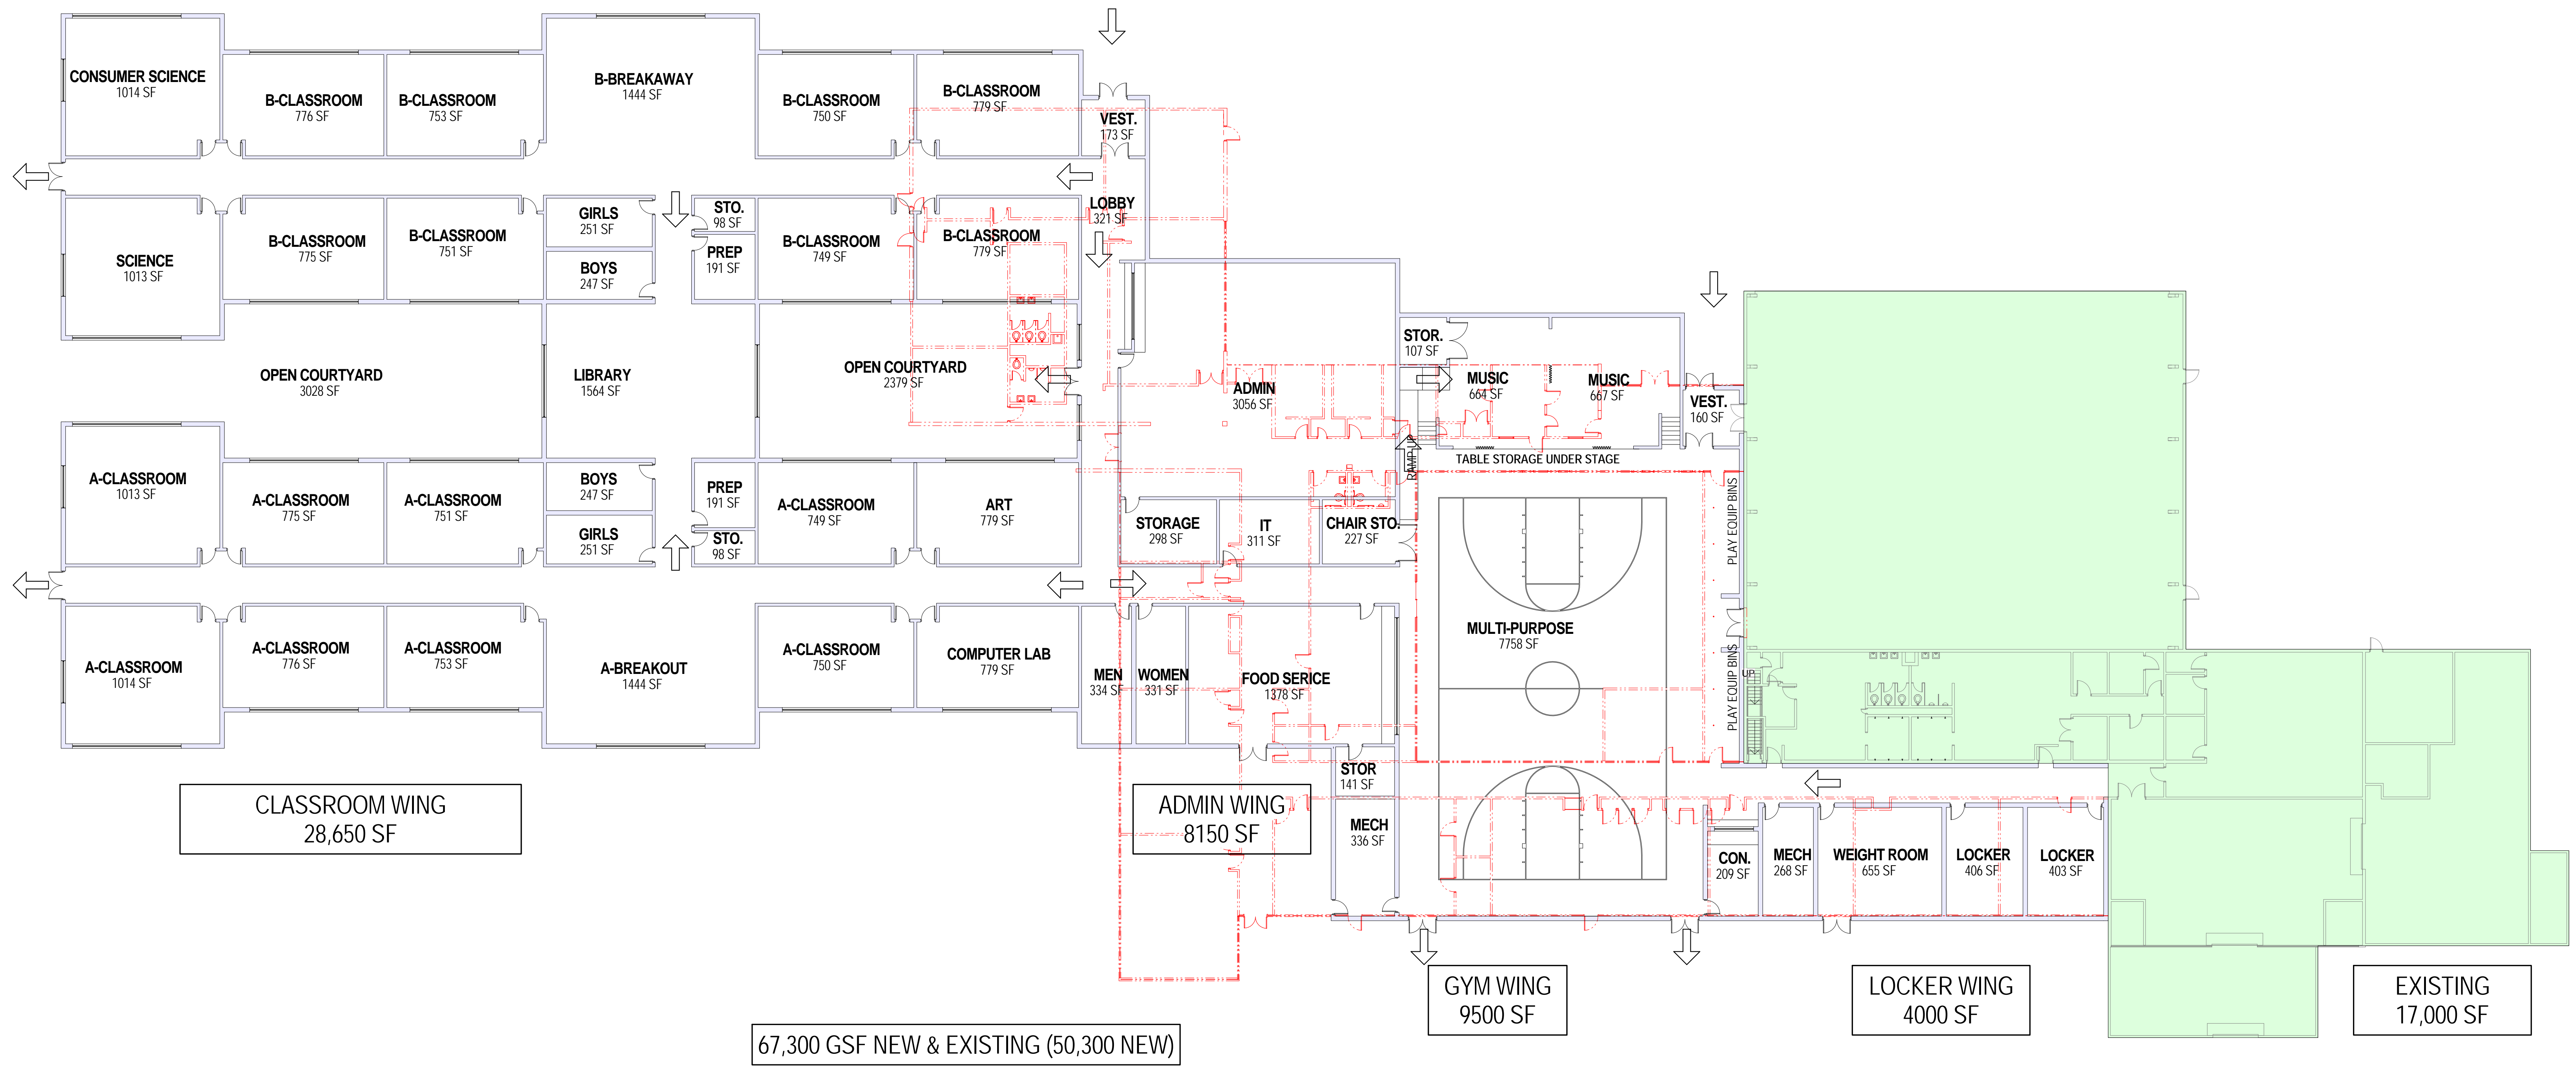 CONSUMER SCIENCE
1014 SF
B-CLASSROOM
776 SF
B-CLASSROOM
753 SF
B-BREAKAWAY
1444 SF
B-CLASSROOM
750 SF
B-CLASSROOM
779 SF
VEST.
173 SF
LOBBY
321 SF
SCIENCE
1013 SF
B-CLASSROOM
775 SF
B-CLASSROOM
751 SF
GIRLS
251 SF
BOYS
247 SF
STO.
98 SF
PREP
191 SF
B-CLASSROOM
749 SF
B-CLASSROOM
779 SF
OPEN COURTYARD
3028 SF
LIBRARY
1564 SF
OPEN COURTYARD
2379 SF
ADMIN
3056 SF
STOR.
107 SF
MUSIC
664 SF
MUSIC
667 SF
VEST.
160 SF
RAMP UP
TABLE STORAGE UNDER STAGE
A-CLASSROOM
1013 SF
A-CLASSROOM
775 SF
A-CLASSROOM
751 SF
BOYS
247 SF
GIRLS
251 SF
PREP
191 SF
STO.
98 SF
A-CLASSROOM
749 SF
ART
779 SF
STORAGE
298 SF
IT
311 SF
CHAIR STO.
227 SF
PLAY EQUIP BINS
MULTI-PURPOSE
7758 SF
A-CLASSROOM
1014 SF
A-CLASSROOM
776 SF
A-CLASSROOM
753 SF
A-BREAKOUT
1444 SF
A-CLASSROOM
750 SF
COMPUTER LAB
779 SF
MEN
334 SF
WOMEN
331 SF
FOOD SERICE
1378 SF
PLAY EQUIP BINS
UP
STOR
141 SF
MECH
336 SF
CON.
209 SF
MECH
268 SF
WEIGHT ROOM
655 SF
LOCKER
406 SF
LOCKER
403 SF
CLASSROOM WING
28,650 SF
ADMIN WING
8150 SF
GYM WING
9500 SF
LOCKER WING
4000 SF
EXISTING
17,000 SF
67,300 GSF NEW & EXISTING (50,300 NEW)